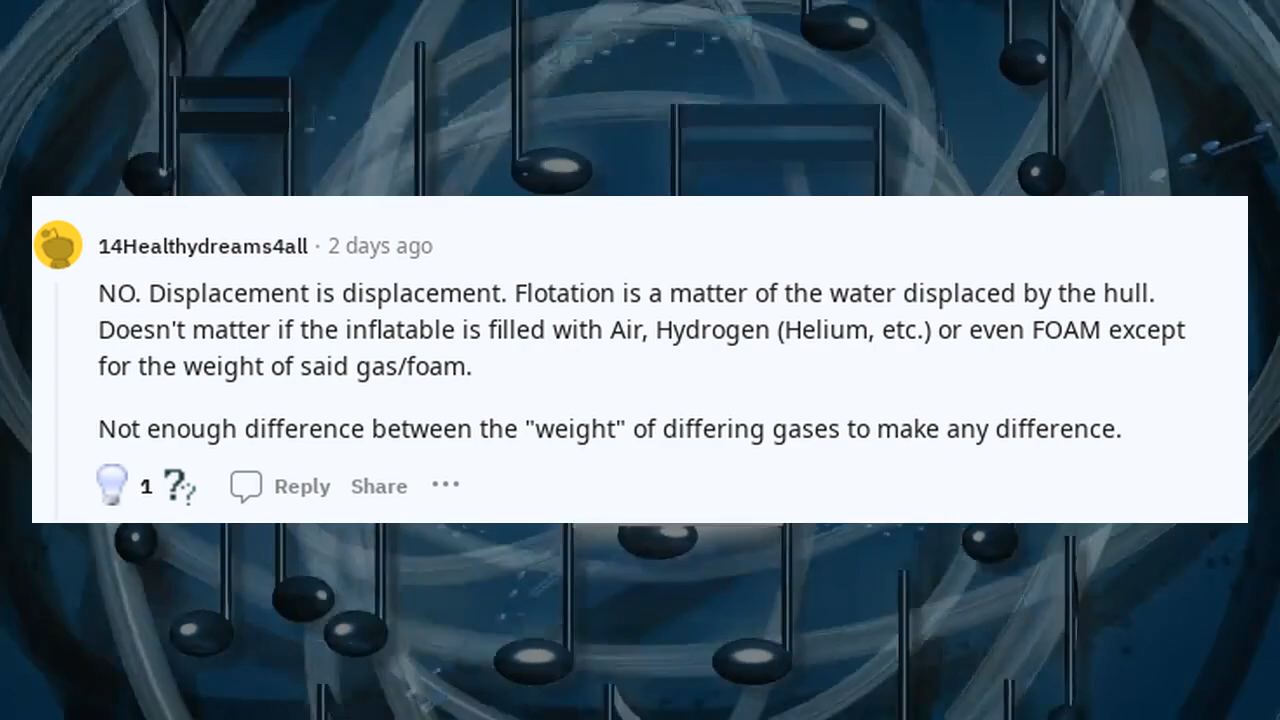 14Healthydreams4all · 2 days ago
NO. Displacement is displacement. Flotation is a matter of the water displaced by the hull.
Doesn't matter if the inflatable is filled with Air, Hydrogen (Helium, etc.) or even FOAM except
for the weight of said gas/foam.
Not enough difference between the "weight" of differing gases to make any difference.
1 Reply Share ···